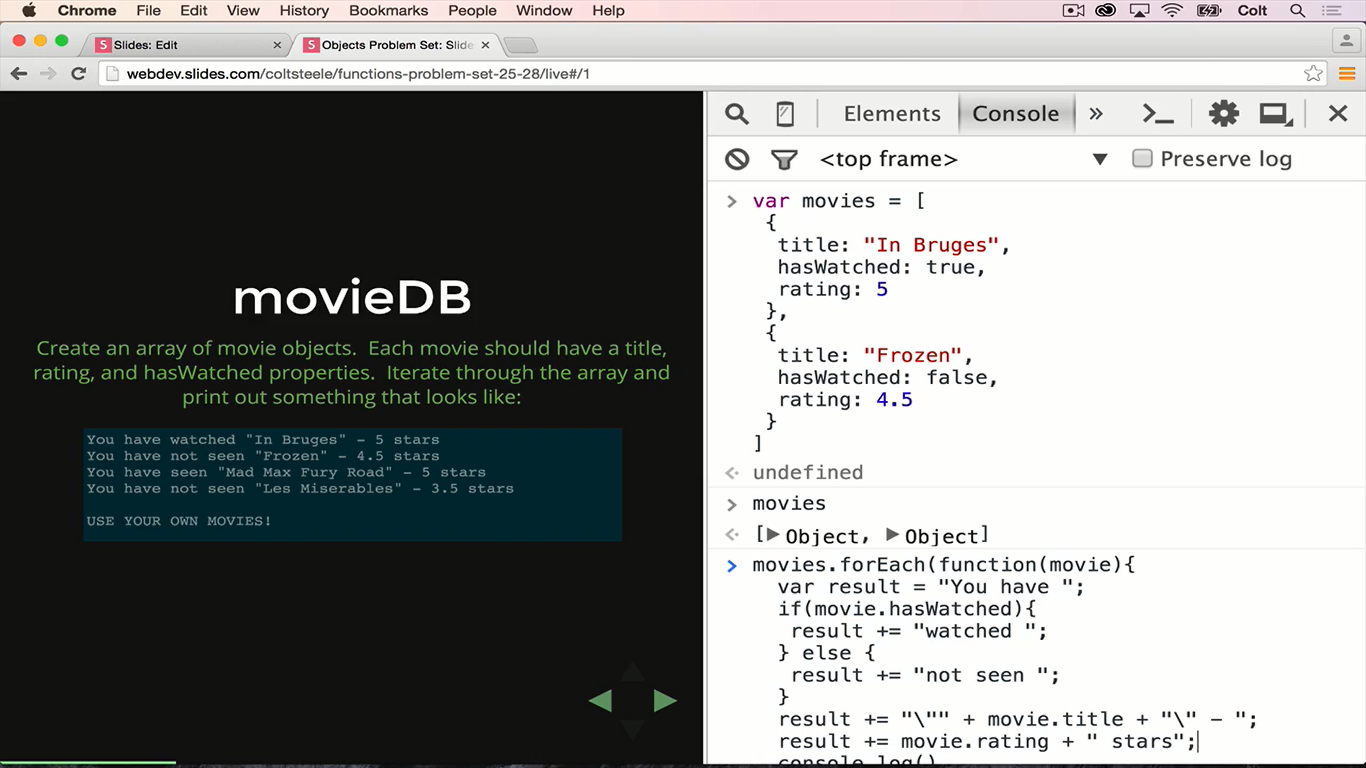 Chrome File Edit View History Bookmarks People Window Help Colt
Slides: Edit × Objects Problem Set: Slide ×
webdev.slides.com/coltsteele/functions-problem-set-25-28/live#/1
movieDB
Create an array of movie objects. Each movie should have a title,
rating, and hasWatched properties. Iterate through the array and
print out something that looks like:
You have watched "In Bruges" - 5 stars
You have not seen "Frozen" - 4.5 stars
You have seen "Mad Max Fury Road" - 5 stars
You have not seen "Les Miserables" - 3.5 stars
USE YOUR OWN MOVIES!
Elements Console »
<top frame> Preserve log
> var movies = [
{
title: "In Bruges",
hasWatched: true,
rating: 5
},
{
title: "Frozen",
hasWatched: false,
rating: 4.5
}
]
undefined
> movies
[▶Object, ▶Object]
> movies.forEach(function(movie){
var result = "You have ";
if(movie.hasWatched){
result += "watched ";
} else {
result += "not seen ";
}
result += "\"" + movie.title + "\" - ";
result += movie.rating + " stars";
console.log()